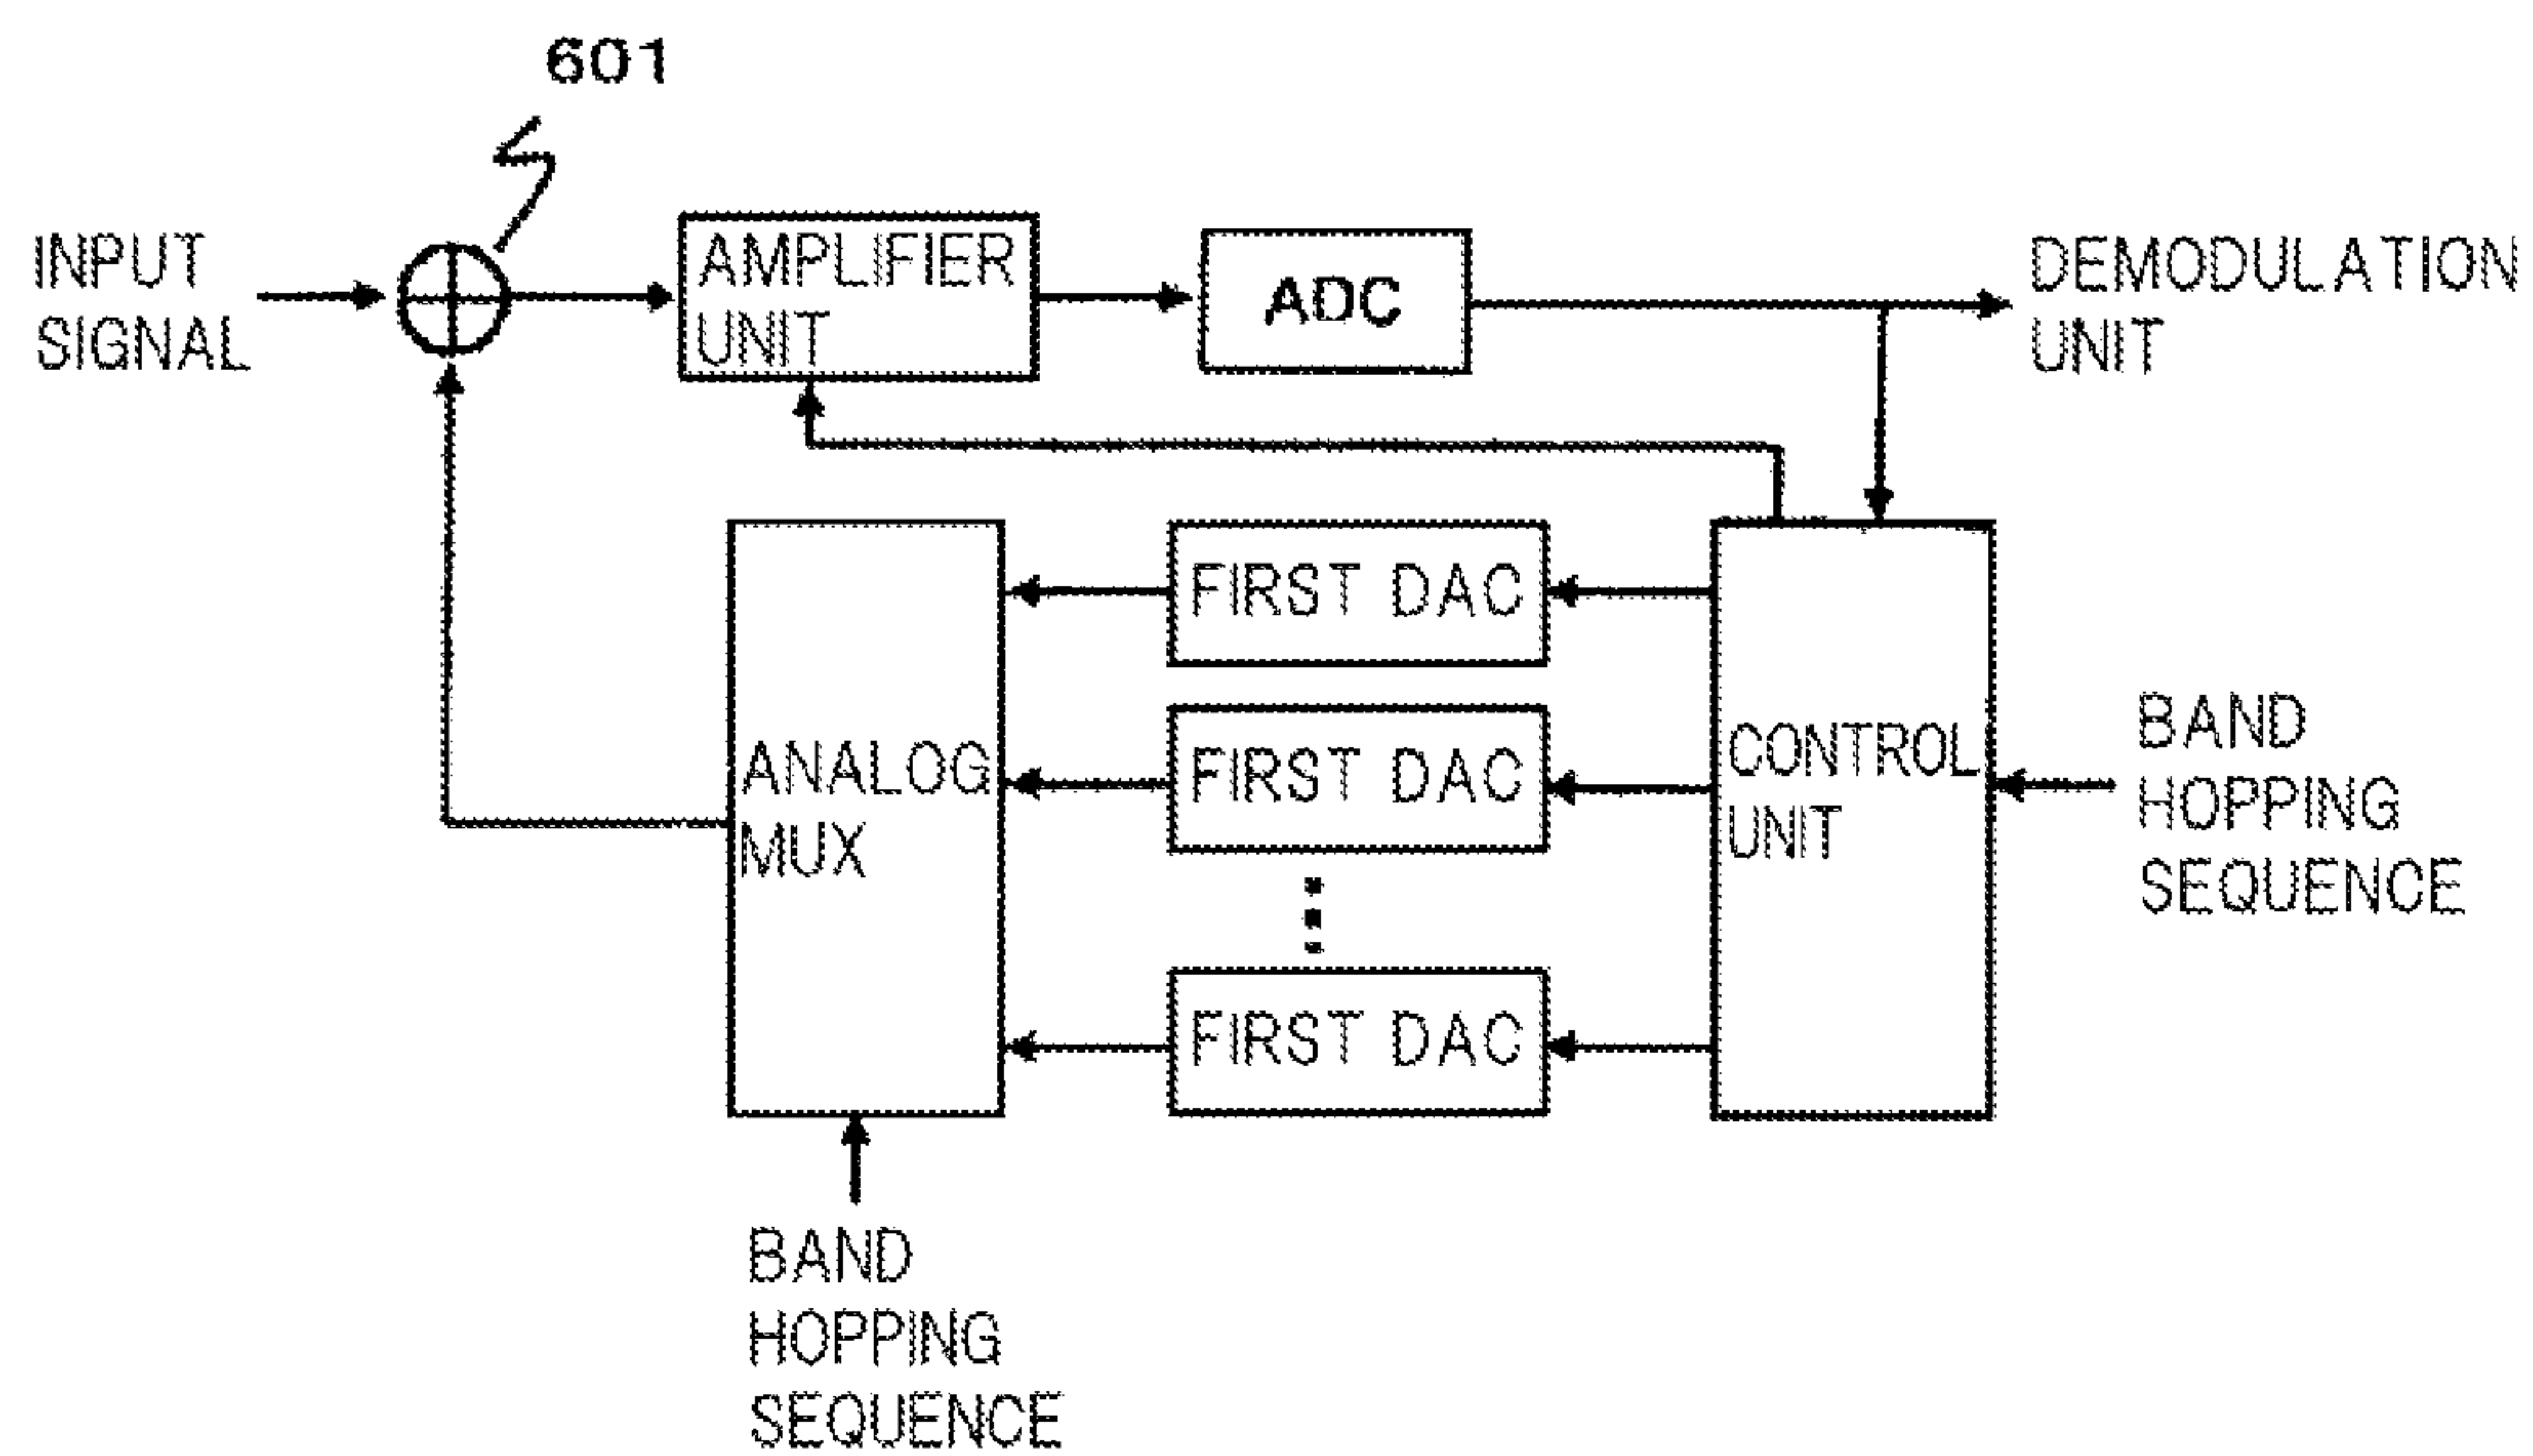 601
INPUT
SIGNAL
AMPLIFIER
UNIT
ADC
DEMODULATION
UNIT
FIRST DAC
FIRST DAC
FIRST DAC
ANALOG
MUX
CONTROL
UNIT
BAND
HOPPING
SEQUENCE
BAND
HOPPING
SEQUENCE